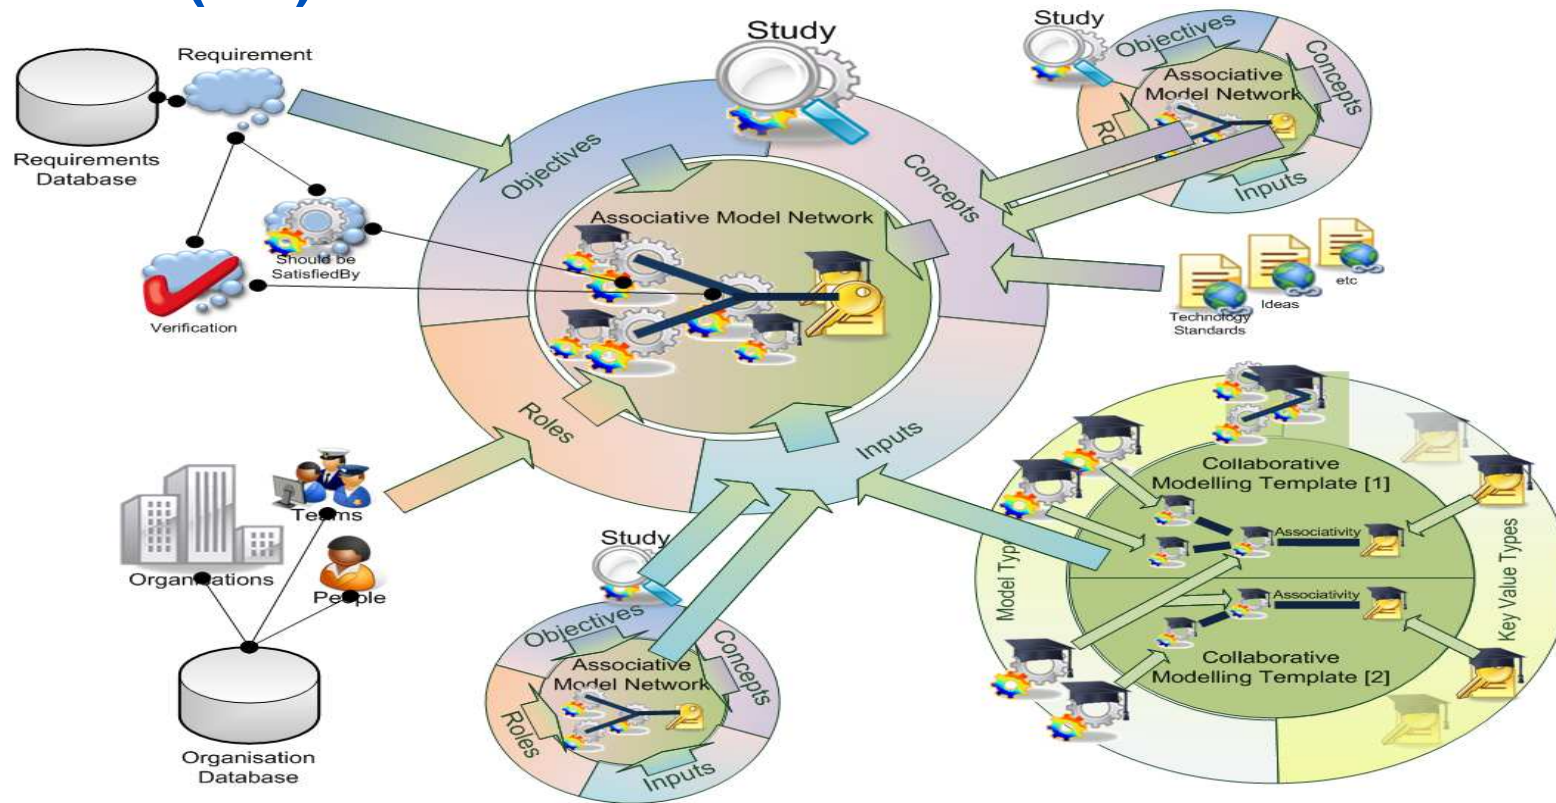 Study
Requirement
Requirements
Database
Should be
SatisfiedBy
Verification
Objectives
Concepts
Associative Model Network
Roles
Inputs
Study
Objectives
Concepts
Associative
Model Network
Inputs
Technology
Standards
Ideas
etc
Teams
Organisations
People
Organisation
Database
Study
Objectives
Concepts
Associative
Model Network
Roles
Inputs
Collaborative
Modelling Template [1]
Associativity
Model Types
Key Value Types
Associativity
Collaborative
Modelling Template [2]